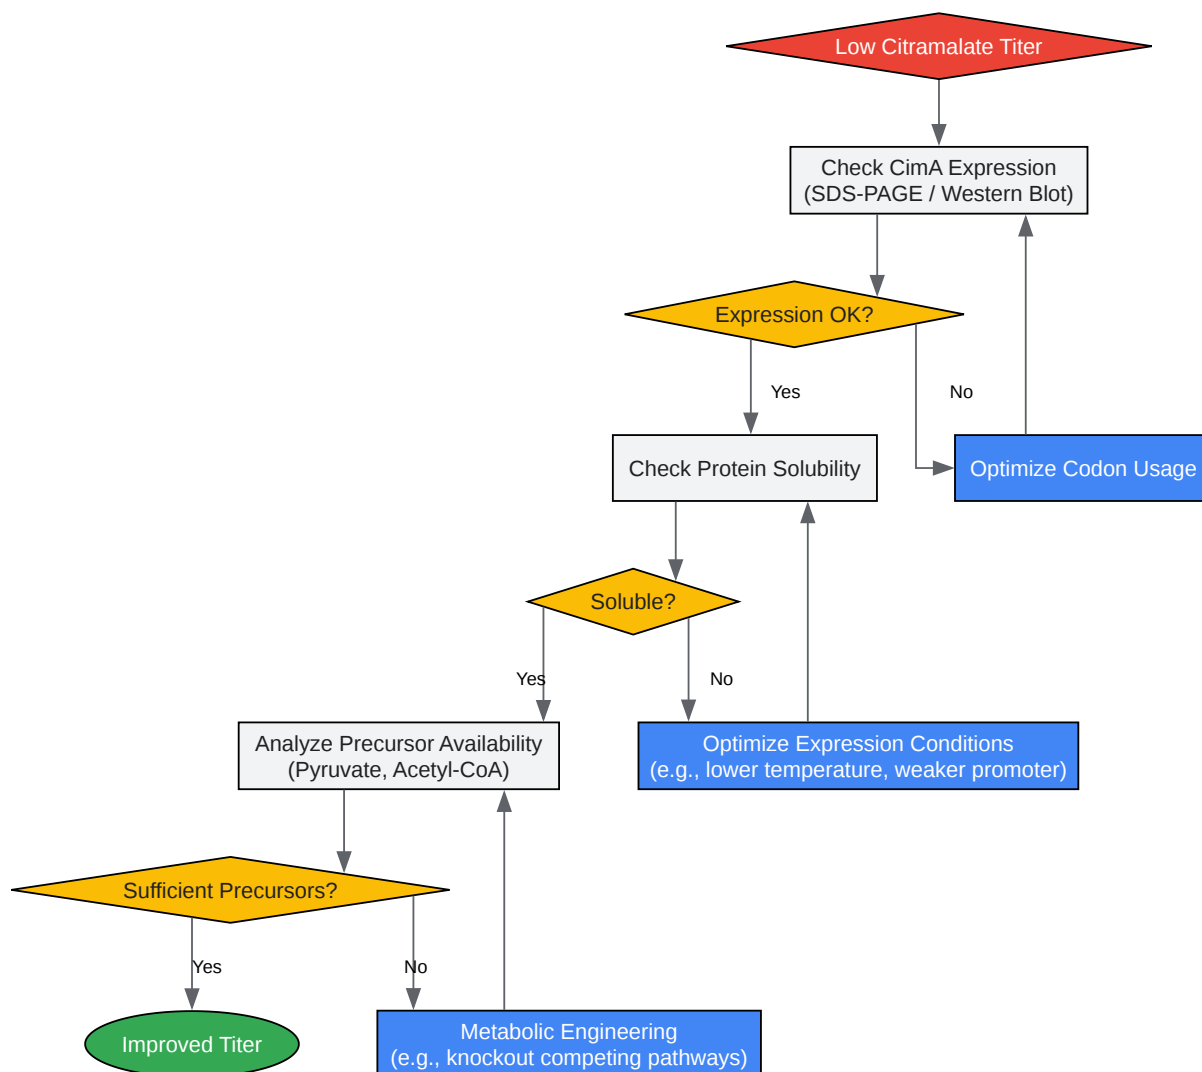 Low Citramalate Titer
Check CimA Expression
(SDS-PAGE / Western Blot)
Expression OK?
Yes
No
Check Protein Solubility
Optimize Codon Usage
Soluble?
Yes
No
Analyze Precursor Availability
(Pyruvate, Acetyl-CoA)
Optimize Expression Conditions
(e.g., lower temperature, weaker promoter)
Sufficient Precursors?
Yes
No
Improved Titer
Metabolic Engineering
(e.g., knockout competing pathways)